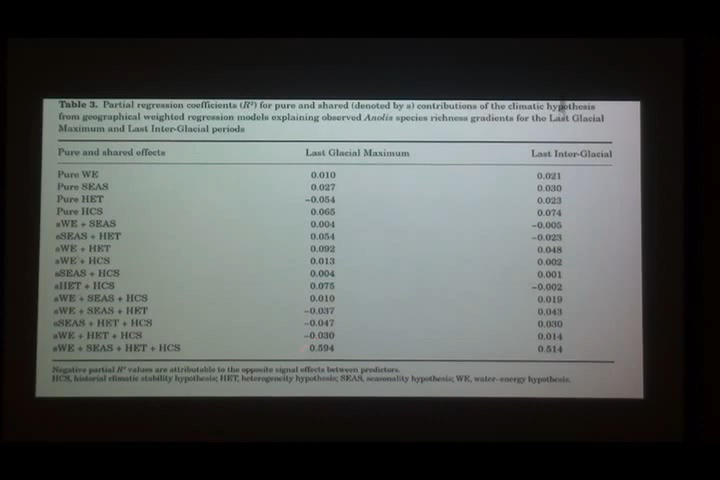 Table 3. Partial regression coefficients (R²) for pure and shared (denoted by s) contributions of the climatic hypothesis
from geographical weighted regression models explaining observed Anolis species richness gradients for the Last Glacial
Maximum and Last Inter-Glacial periods
Pure and shared effects Last Glacial Maximum Last Inter-Glacial
Pure WE 0.010 0.021
Pure SEAS 0.027 0.030
Pure HET -0.054 0.023
Pure HCS 0.065 0.074
sWE + SEAS 0.004 -0.005
sSEAS + HET 0.054 -0.023
sWE + HET 0.092 0.048
sWE + HCS 0.013 0.002
sSEAS + HCS 0.004 0.001
sHET + HCS 0.075 -0.002
sWE + SEAS + HCS 0.010 0.019
sWE + SEAS + HET -0.037 0.043
sSEAS + HET + HCS -0.047 0.030
sWE + HET + HCS -0.030 0.014
sWE + SEAS + HET + HCS 0.594 0.514
Negative partial R² values are attributable to the opposite signal effects between predictors.
HCS, historial climatic stability hypothesis; HET, heterogeneity hypothesis; SEAS, seasonality hypothesis; WE, water–energy hypothesis.